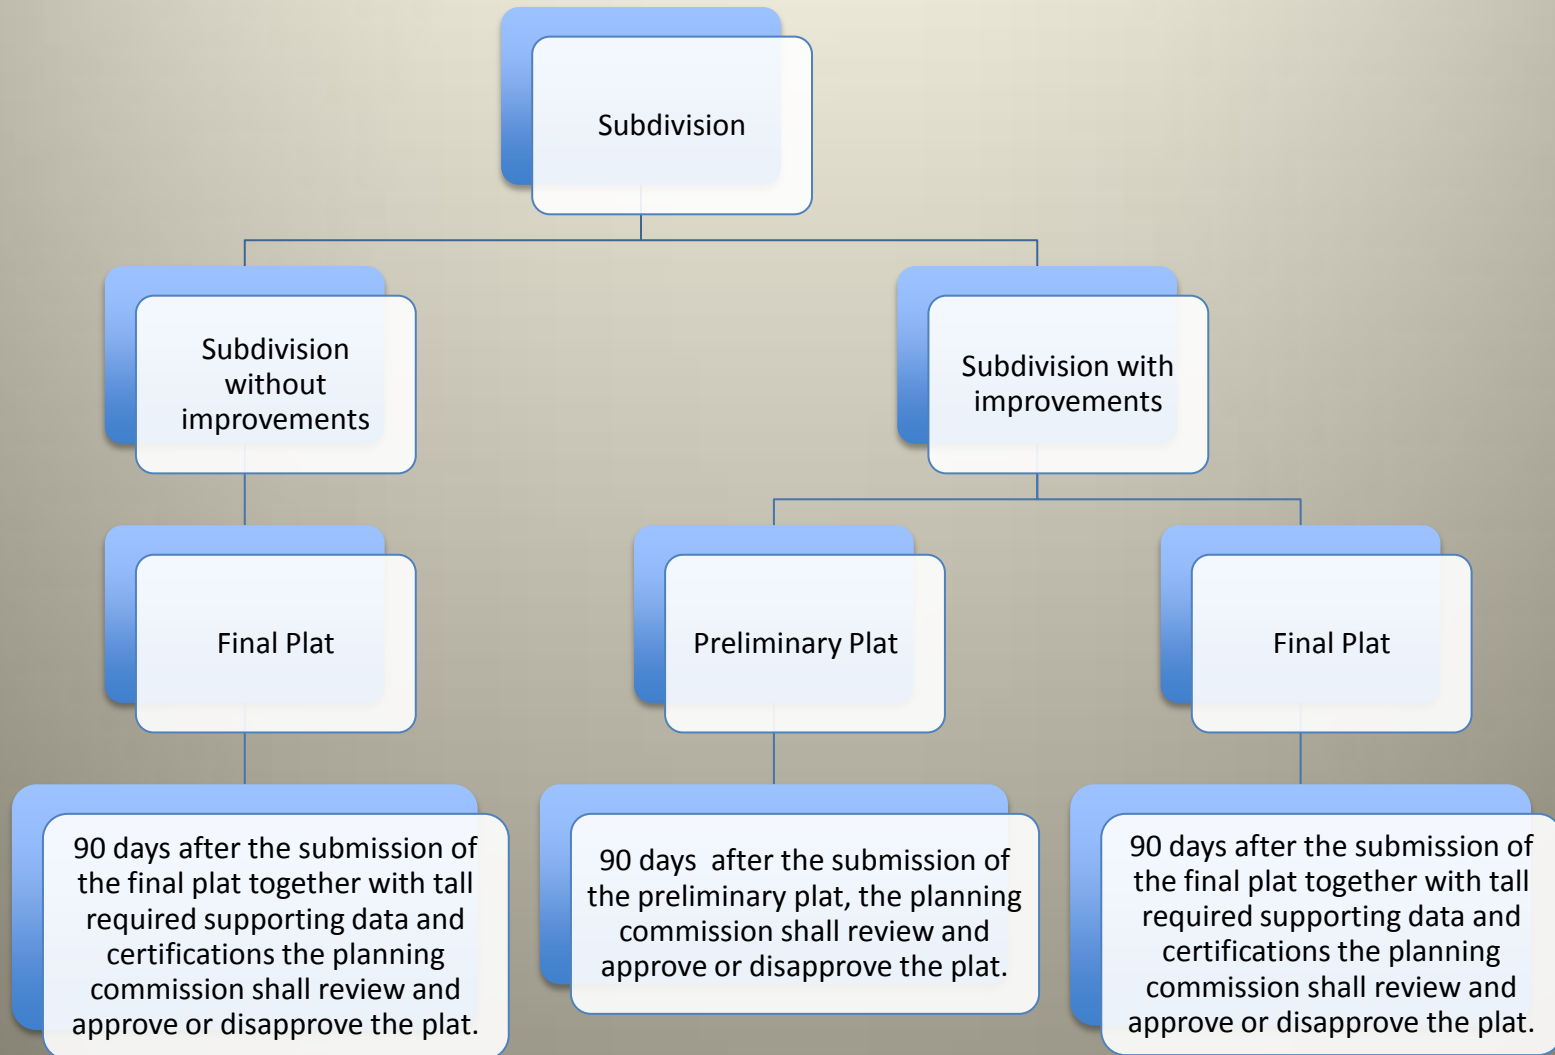 Subdivision
Subdivision
without
improvements
Subdivision with
improvements
Final Plat
Preliminary Plat
Final Plat
90 days after the submission of
the final plat together with tall
required supporting data and
certifications the planning
commission shall review and
approve or disapprove the plat.
90 days  after the submission of
the preliminary plat, the planning
commission shall review and
approve or disapprove the plat.
90 days after the submission of
the final plat together with tall
required supporting data and
certifications the planning
commission shall review and
approve or disapprove the plat.